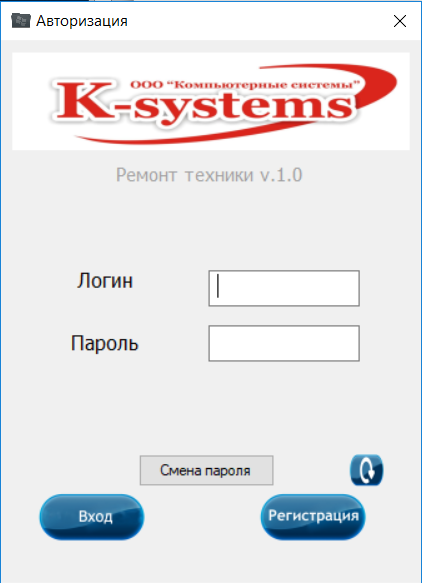 Авторизация
ООО "Компьютерные системы"
K-systems
Ремонт техники v.1.0
Логин
Пароль
Смена пароля
Вход
Регистрация